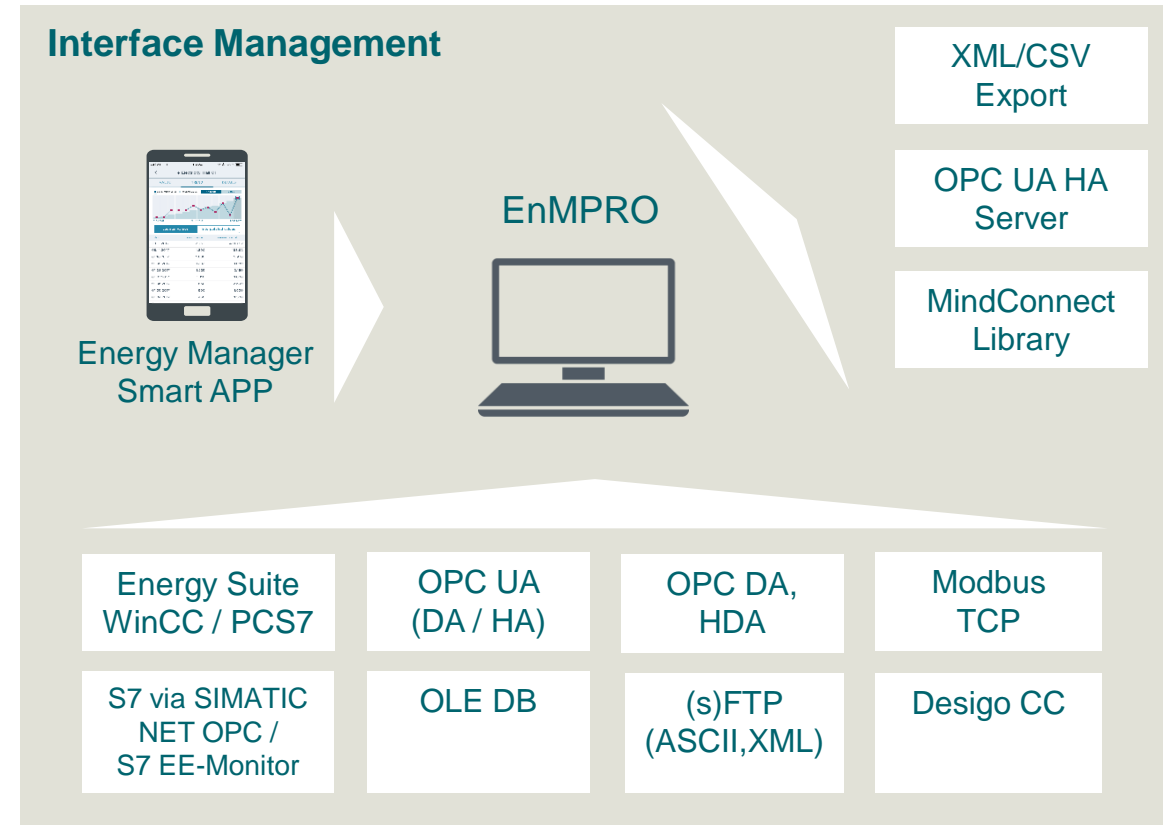 Interface Management
XML/CSV
Export
OPC UA HA
Server
MindConnect
Library
EnMPRO
Energy Manager
Smart APP
Energy Suite
WinCC / PCS7
OPC UA
(DA / HA)
OPC DA,
HDA
Modbus
TCP
S7 via SIMATIC
NET OPC /
S7 EE-Monitor
OLE DB
(s)FTP
(ASCII,XML)
Desigo CC